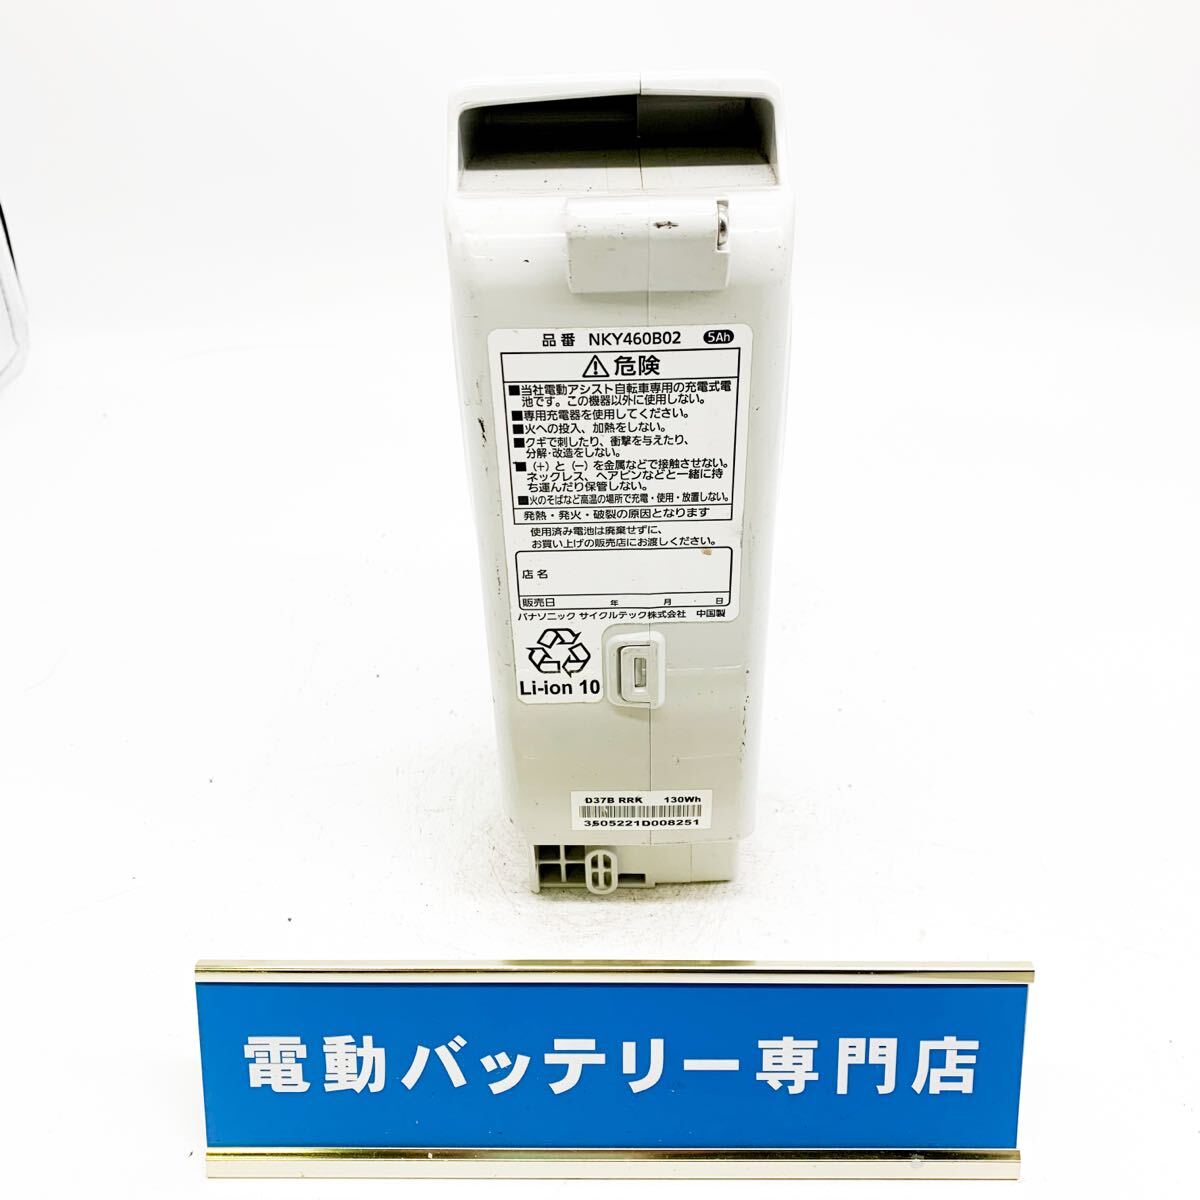 品番 NKY460B02 5Ah
危険
■当社電動アシスト自転車専用の充電式電
池です。この機器以外に使用しない。
■専用充電器を使用してください。
■火への投入、加熱をしない。
■クギで刺したり、衝撃を与えたり、
分解・改造をしない。
■(+)と(−)を金属などで接触させない。
ネックレス、ヘアピンなどと一緒に持
ち運んだり保管しない。
■火のそばなど高温の場所で充電・使用・放置しない。
発熱・発火・破裂の原因となります
使用済み電池は廃棄せずに、
お買い上げの販売店にお渡しください。
店名
販売日 年 月 日
パナソニック サイクルテック株式会社 中国製
Li-ion 10
D37B RRK 130Wh
3505221D008251
電動バッテリー専門店